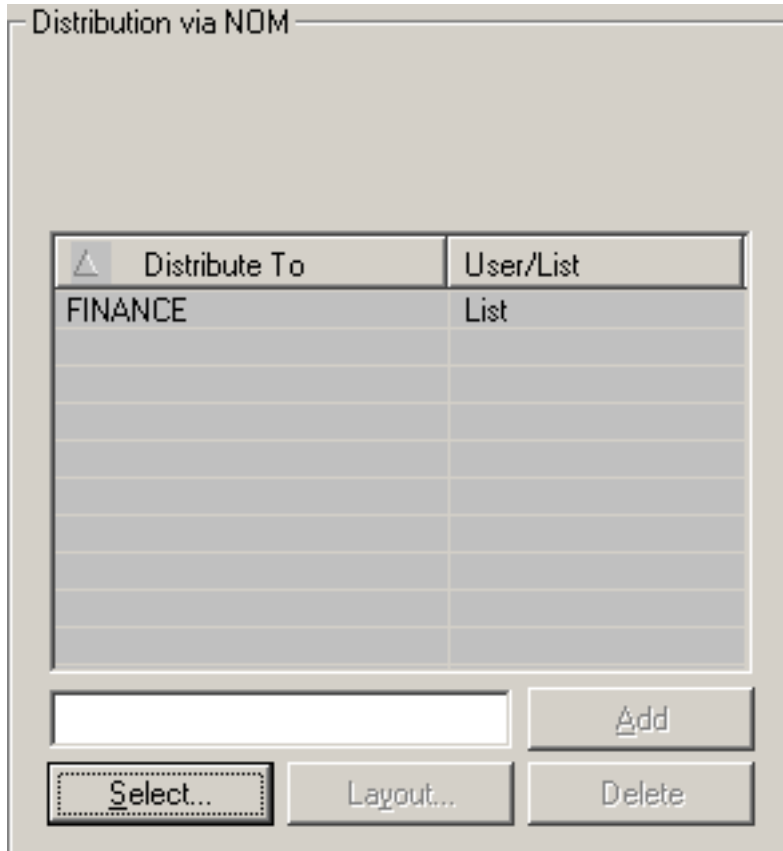 Distribution via NOM
Distribute To User/List
FINANCE List
Add
Select... Layout... Delete